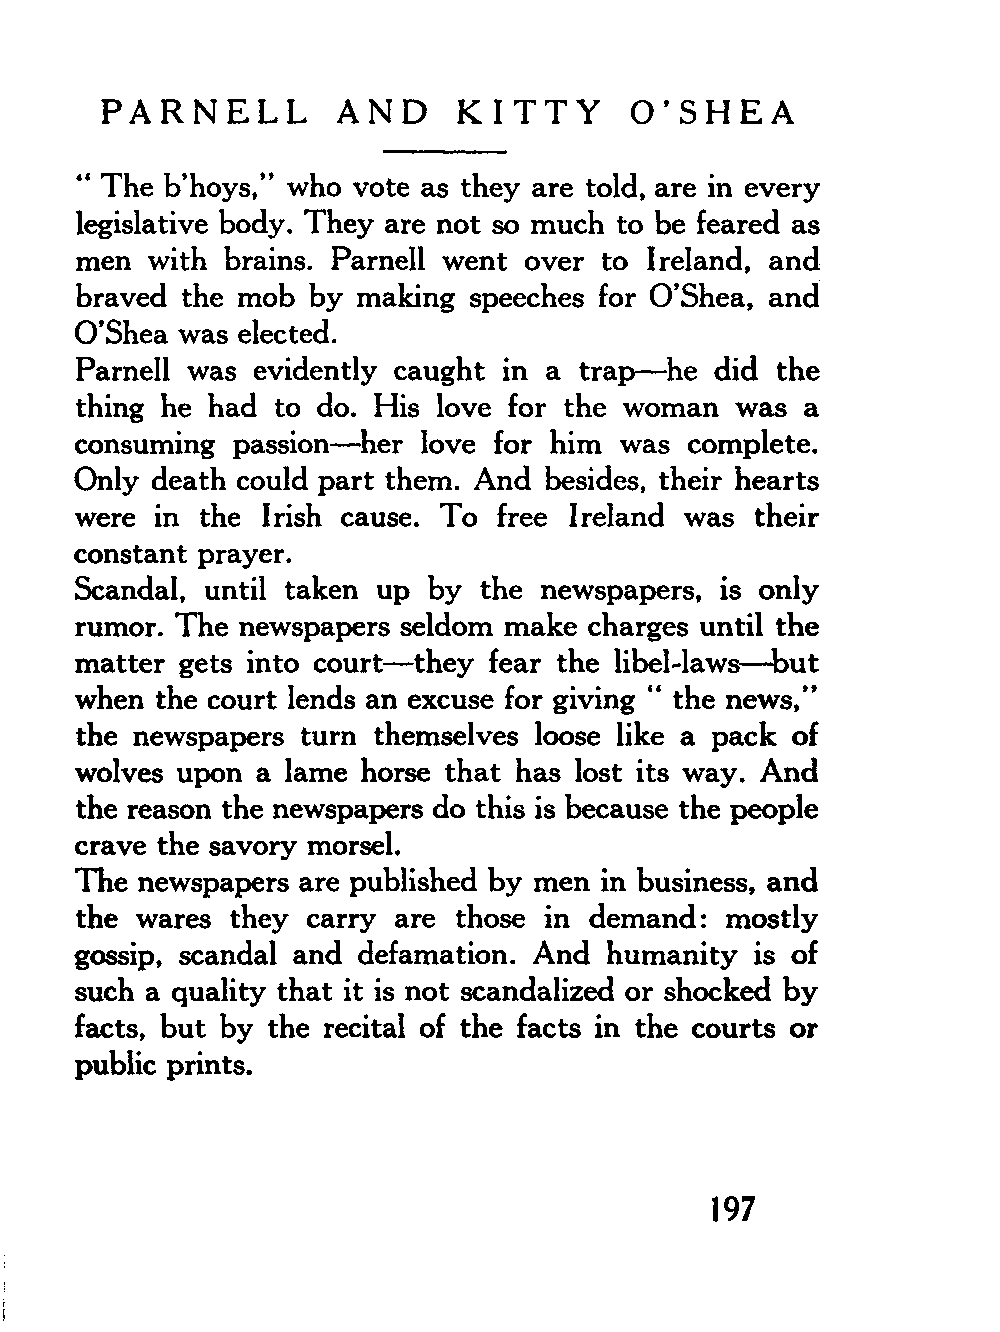 PARNELL AND KITTY O'SHEA
“ The b'hoys,” who vote as they are told, are in every
legislative body. They are not so much to be feared as
men with brains. Parnell went over to Ireland, and
braved the mob by making speeches for O'Shea, and
O'Shea was elected.
Parnell was evidently caught in a trap—he did the
thing he had to do. His love for the woman was a
consuming passion—her love for him was complete.
Only death could part them. And besides, their hearts
were in the Irish cause. To free Ireland was their
constant prayer.
Scandal, until taken up by the newspapers, is only
rumor. The newspapers seldom make charges until the
matter gets into court—they fear the libel-laws—but
when the court lends an excuse for giving “ the news,”
the newspapers turn themselves loose like a pack of
wolves upon a lame horse that has lost its way. And
the reason the newspapers do this is because the people
crave the savory morsel.
The newspapers are published by men in business, and
the wares they carry are those in demand: mostly
gossip, scandal and defamation. And humanity is of
such a quality that it is not scandalized or shocked by
facts, but by the recital of the facts in the courts or
public prints.
197